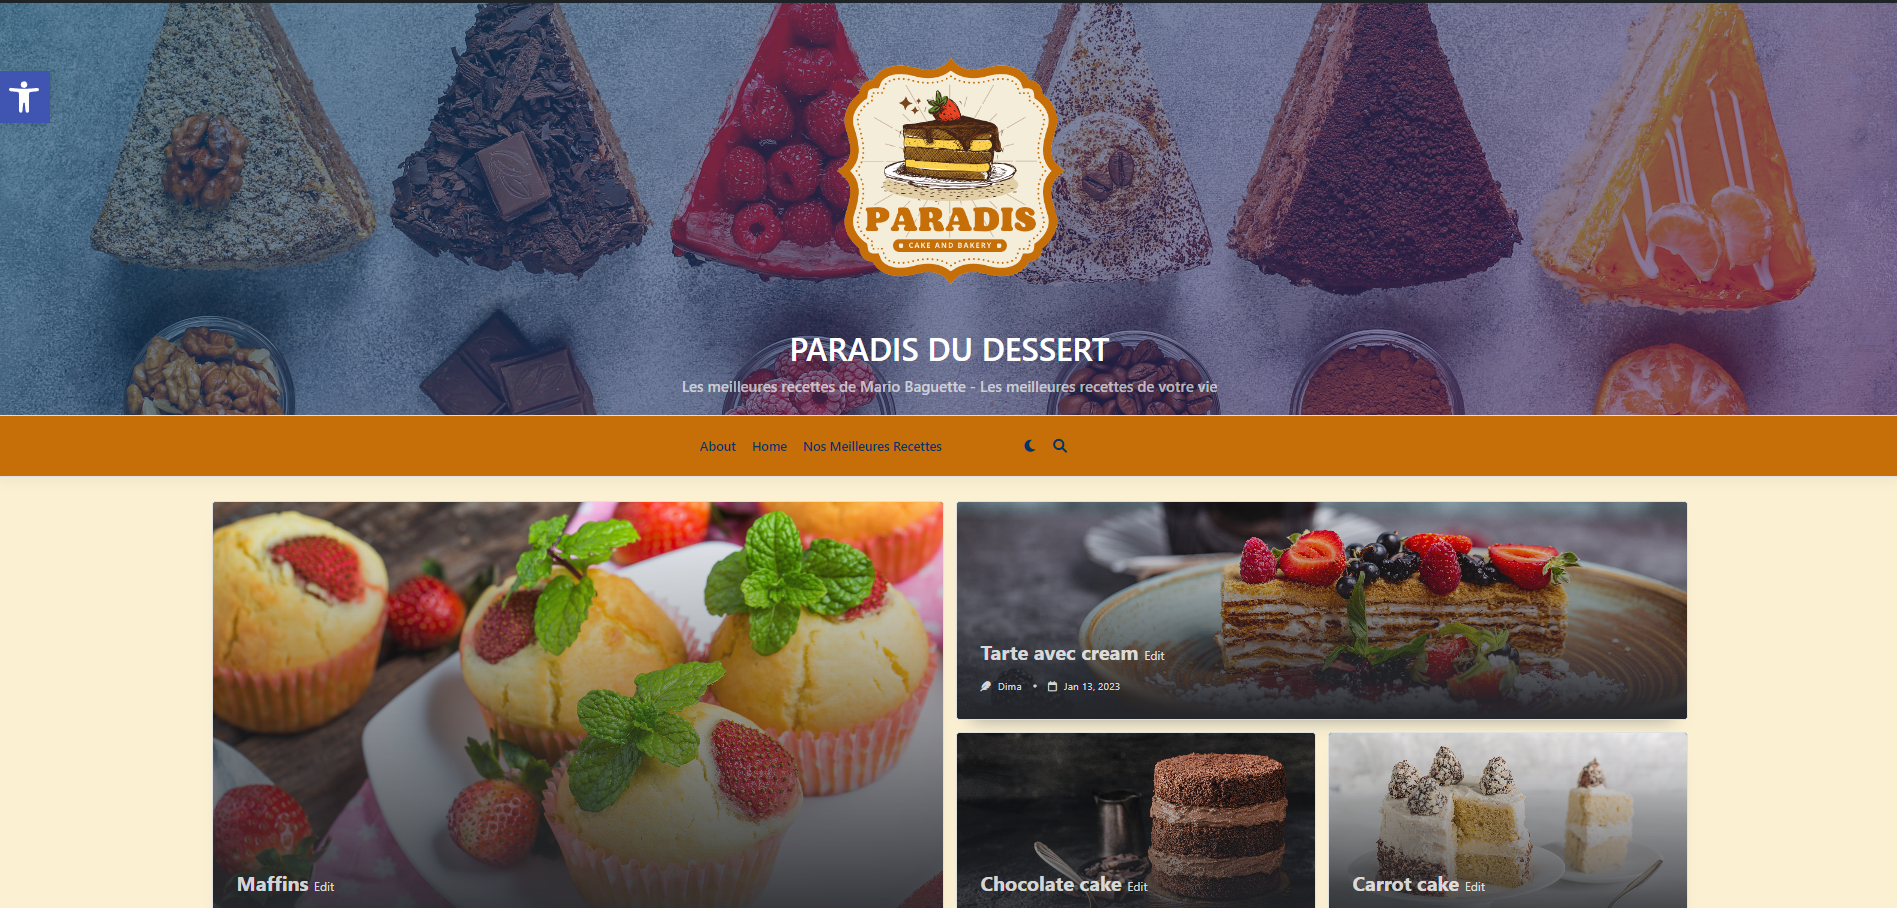 PARADIS
CAKE AND BAKERY
PARADIS DU DESSERT
Les meilleures recettes de Mario Baguette - Les meilleures recettes de votre vie
About Home Nos Meilleures Recettes
Tarte avec cream Edit
Dima • Jan 13, 2023
Maffins Edit
Chocolate cake Edit
Carrot cake Edit